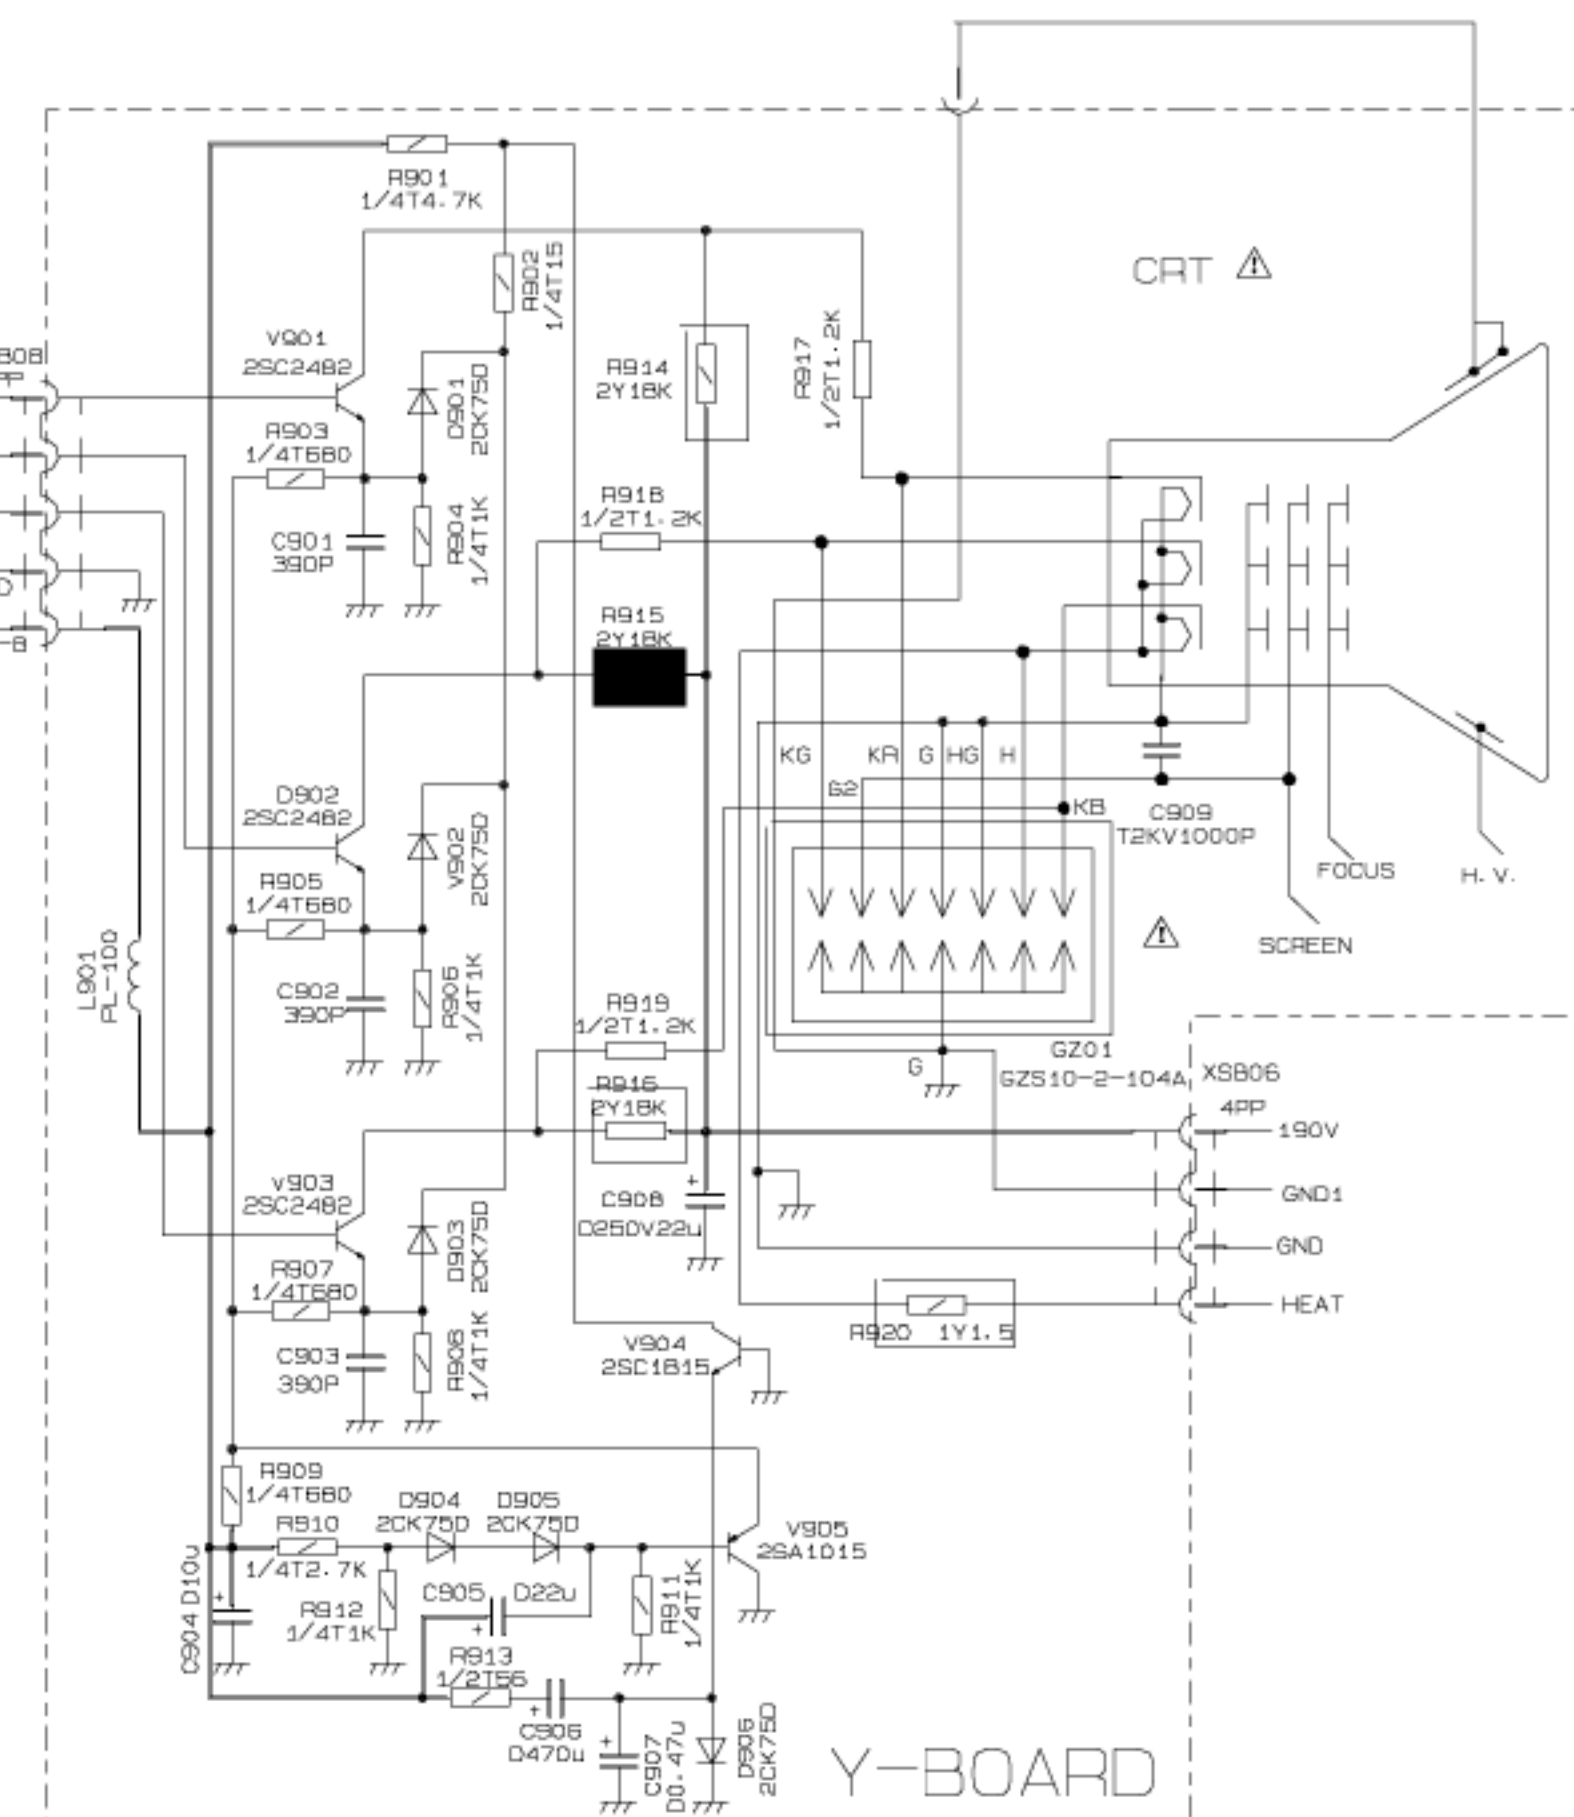 R901
1/4T4.7K
R902
1/4T15
CRT
V901
2SC2482
D901
2CK75D
R914
2Y18K
R917
1/2T1.2K
R903
1/4T680
R904
1/4T1K
C901
390P
R918
1/2T1.2K
R915
2Y18K
KG
KR
G
HG
H
G2
KB
C909
T2KV1000P
FOCUS
H.V.
SCREEN
D902
2SC2482
V902
2CK75D
R905
1/4T680
L901
PL-100
C902
390P
R906
1/4T1K
R919
1/2T1.2K
R916
2Y18K
G
GZ01
GZS10-2-104A
XS806
4PP
190V
GND1
GND
HEAT
V903
2SC2482
C908
D250V22u
D903
2CK75D
R907
1/4T680
R908
1/4T1K
C903
390P
V904
2SC1815
R920 1Y1.5
R909
1/4T680
R910
1/4T2.7K
D904
2CK75D
D905
2CK75D
V905
2SA1015
C904 D10u
R912
1/4T1K
C905 D22u
R911
1/4T1K
R913
1/2T56
C906
D470u
C907
D0.47u
D906
2CK75D
Y-BOARD